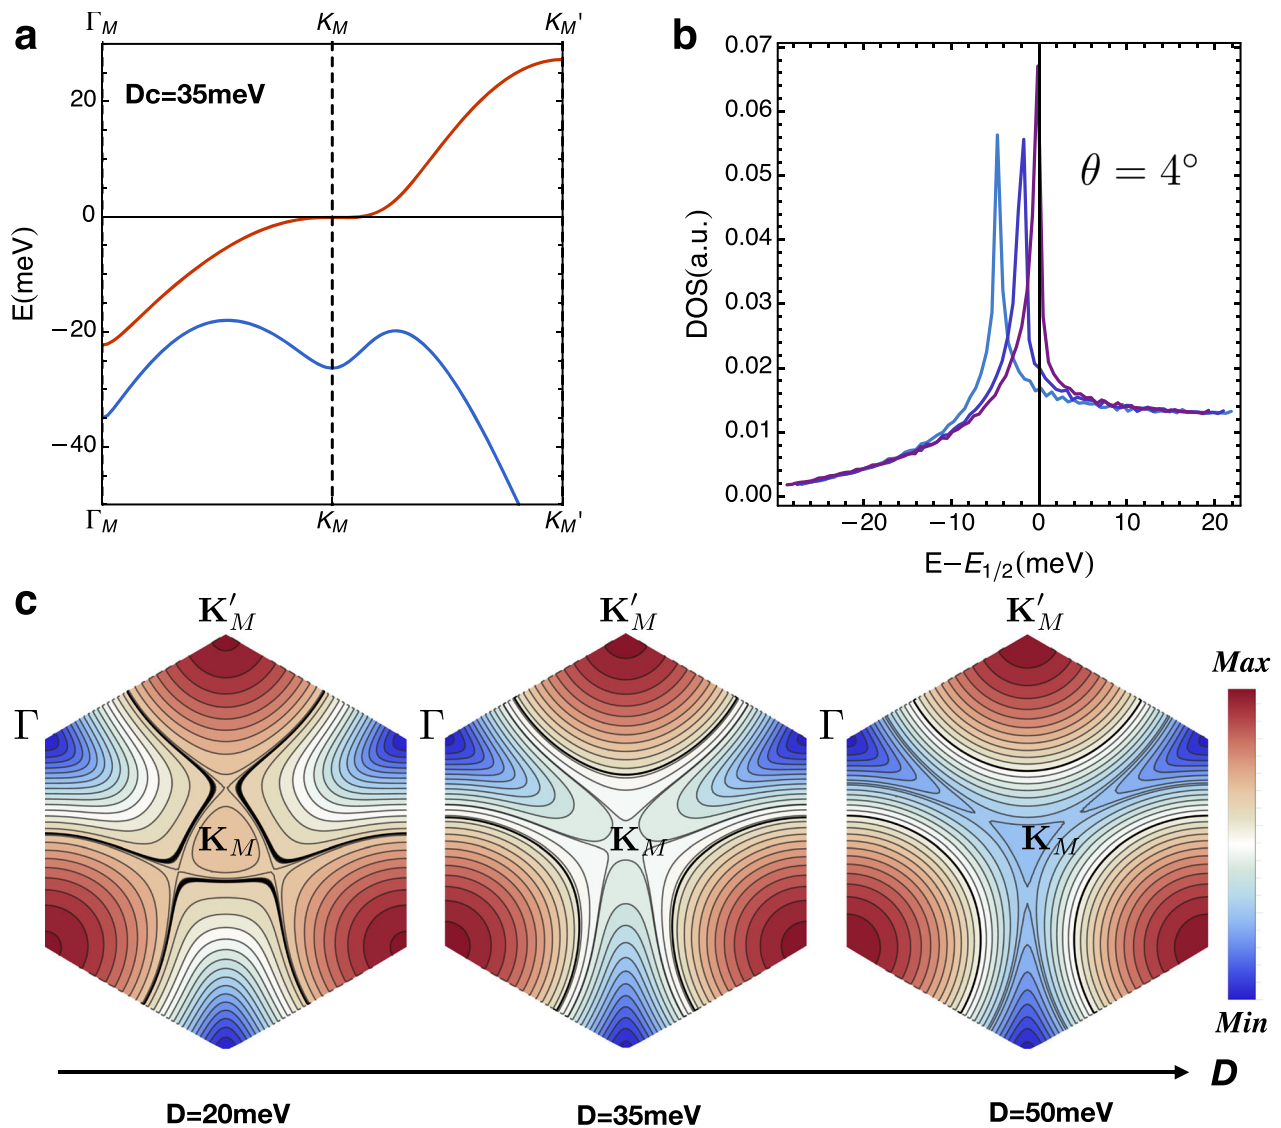 a
Γ_M K_M K_M'
Dc=35meV
20
0
−20
−40
E(meV)
Γ_M K_M K_M'
b
0.07
0.06
0.05
0.04
0.03
0.02
0.01
0.00
DOS(a.u.)
θ = 4°
−20 −10 0 10 20
E−E_{1/2}(meV)
c
K′_M K′_M K′_M
Γ Γ Γ
K_M K_M K_M
Max
Min
D
D=20meV D=35meV D=50meV